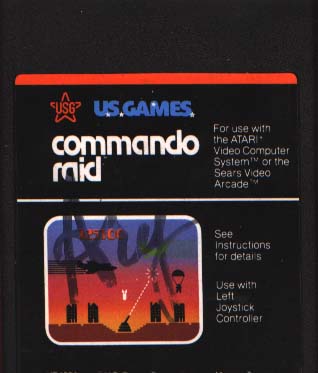 USG U.S.GAMES.
commando
raid
For use with
the ATARI®
Video Computer
System™ or the
Sears Video
Arcade™
See
Instructions
for details
Use with
Left
Joystick
Controller